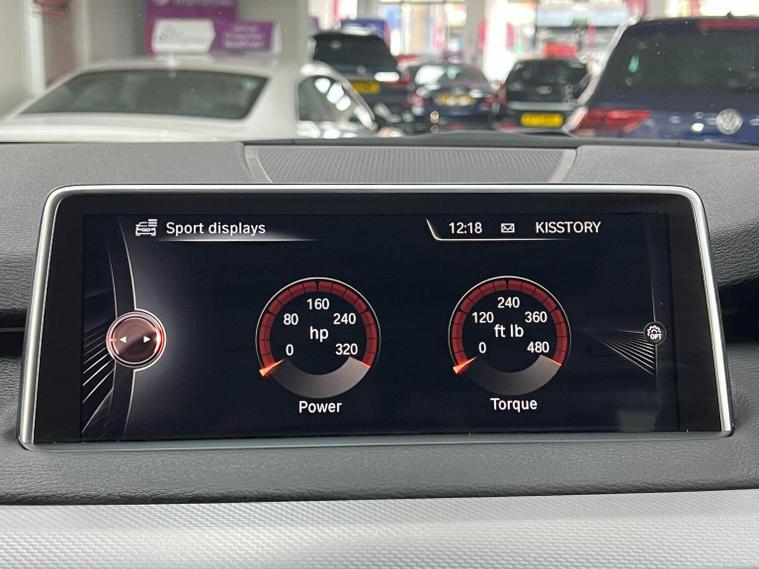 Sport displays
12:18 KISSTORY
160
80 240
hp
0 320
Power
240
120 360
ft lb
0 480
Torque
OPT